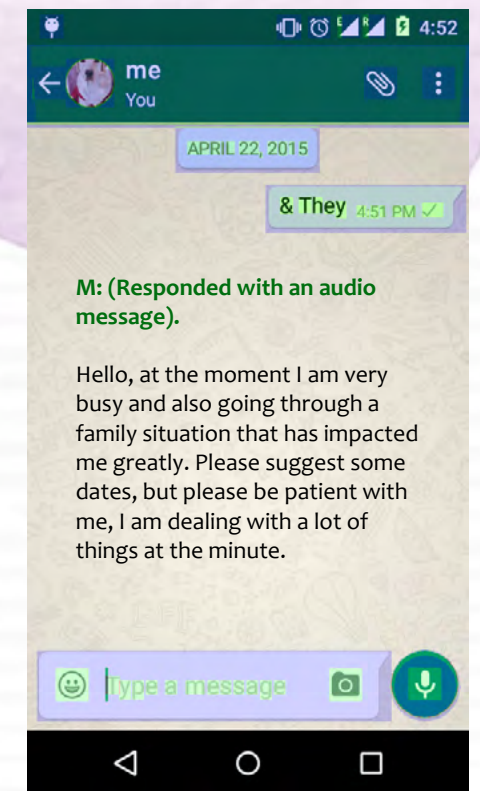 E R 4:52
me
You
APRIL 22, 2015
& They 4:51 PM
M: (Responded with an audio
message).
Hello, at the moment I am very
busy and also going through a
family situation that has impacted
me greatly. Please suggest some
dates, but please be patient with
me, I am dealing with a lot of
things at the minute.
Type a message